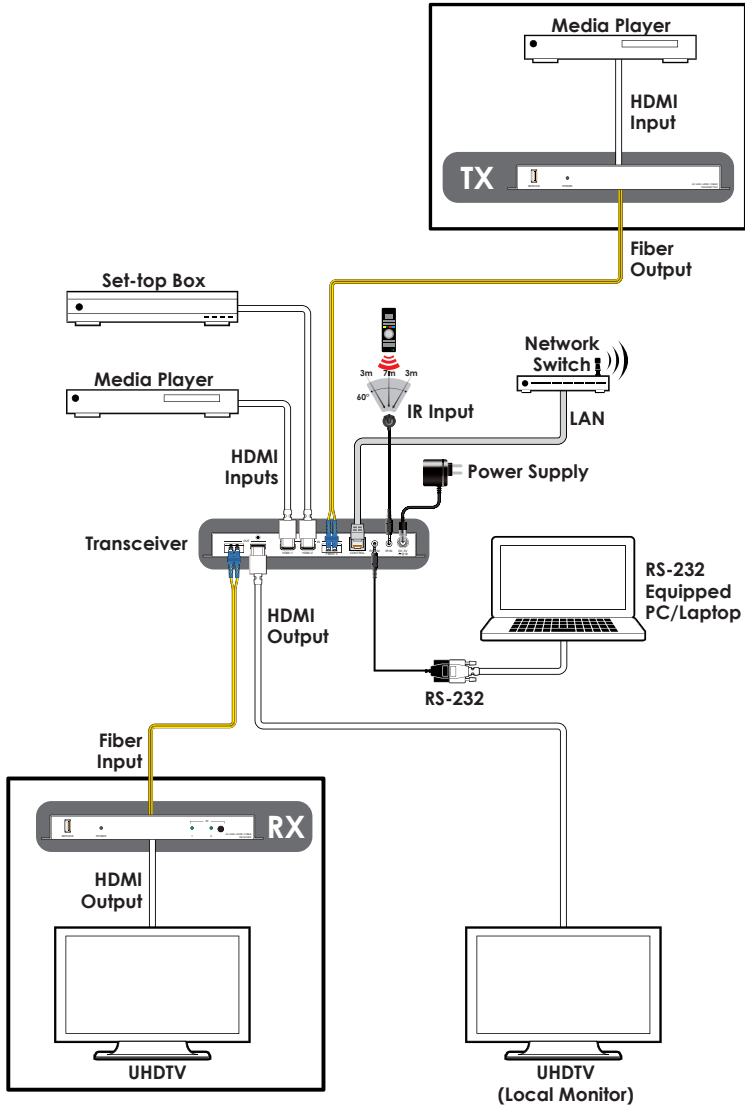 Media Player
HDMI
Input
TX
Fiber
Output
Set-top Box
Network
Switch
3m 7m 3m
60°
Media Player
IR Input
LAN
HDMI
Inputs
Power Supply
Transceiver
OUT
IN
RS-232
Equipped
PC/Laptop
HDMI
Output
RS-232
Fiber
Input
RX
HDMI
Output
UHDTV
UHDTV
(Local Monitor)